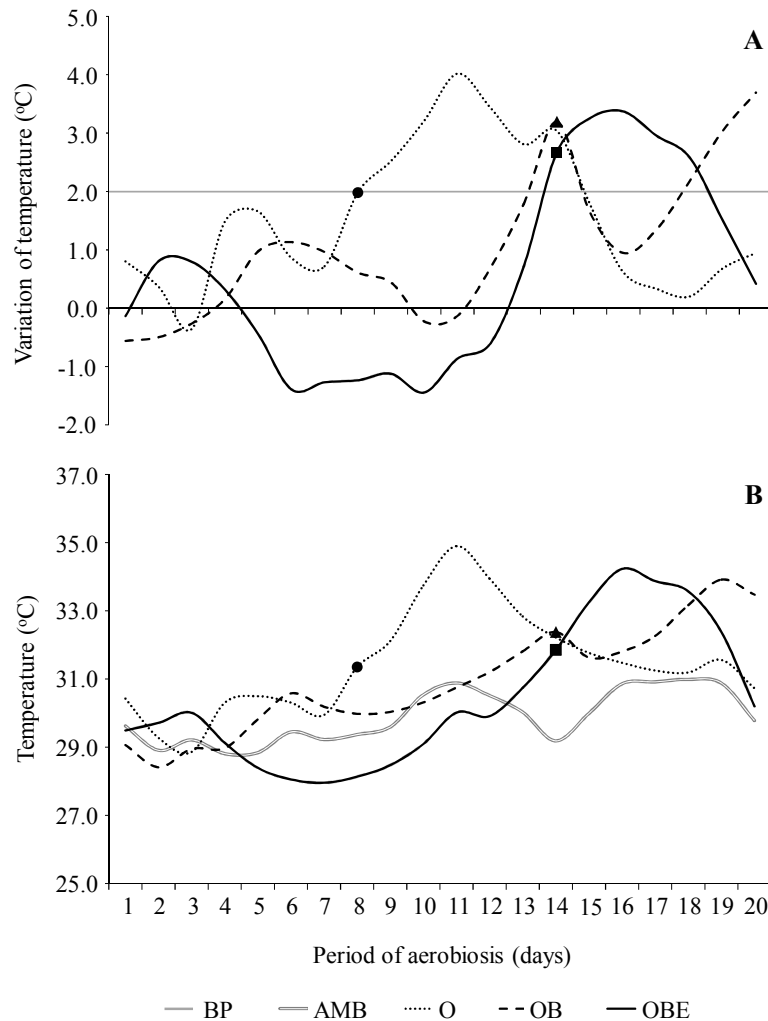 A
5.0
4.0
3.0
2.0
1.0
0.0
-1.0
-2.0
Variation of temperature (ºC)
B
37.0
35.0
33.0
31.0
29.0
27.0
25.0
Temperature (ºC)
1 2 3 4 5 6 7 8 9 10 11 12 13 14 15 16 17 18 19 20
Period of aerobiosis (days)
BP AMB O OB OBE